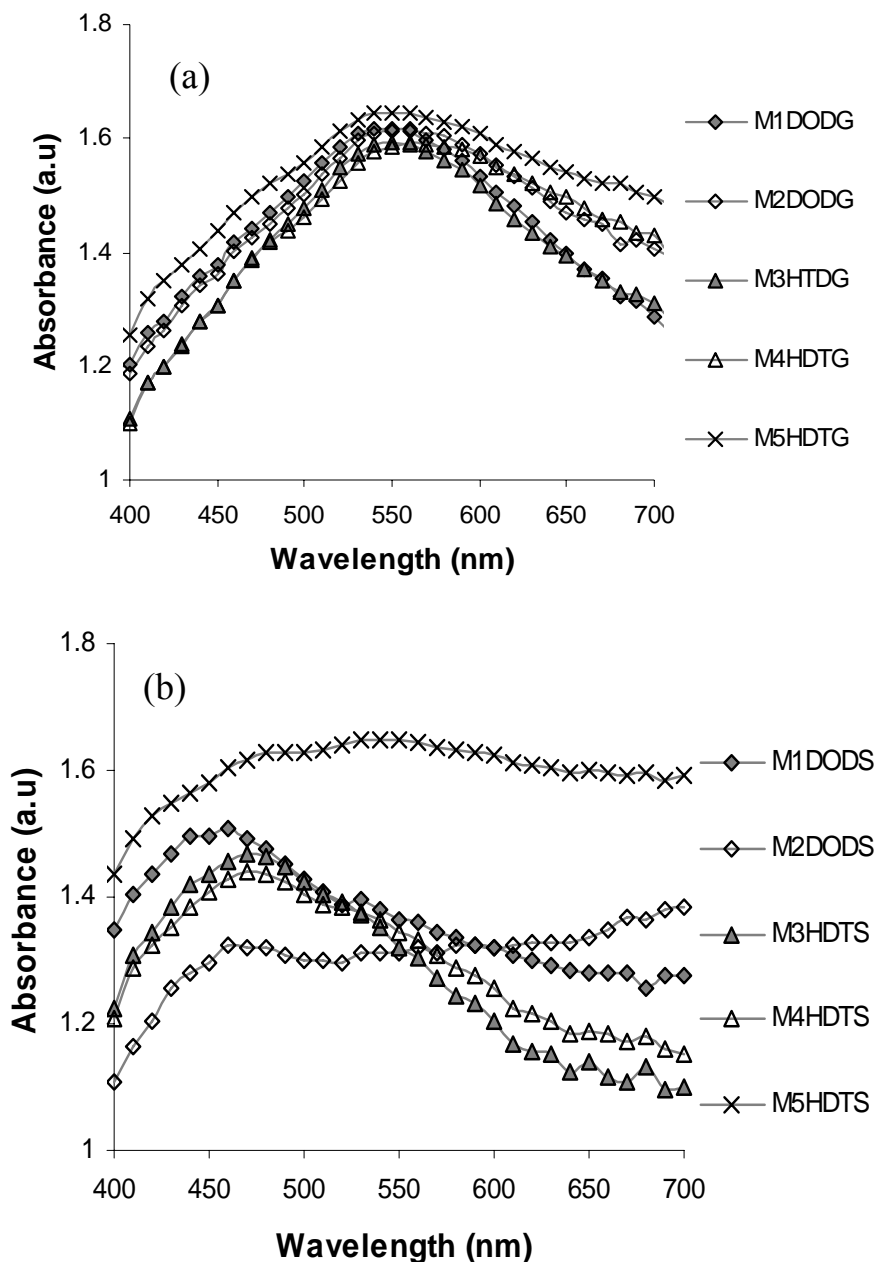 (a)
1.8
1.6
1.4
1.2
1
Absorbance (a.u)
400 450 500 550 600 650 700
Wavelength (nm)
M1DODG
M2DODG
M3HTDG
M4HDTG
M5HDTG
(b)
1.8
1.6
1.4
1.2
1
Absorbance (a.u)
400 450 500 550 600 650 700
Wavelength (nm)
M1DODS
M2DODS
M3HDTS
M4HDTS
M5HDTS